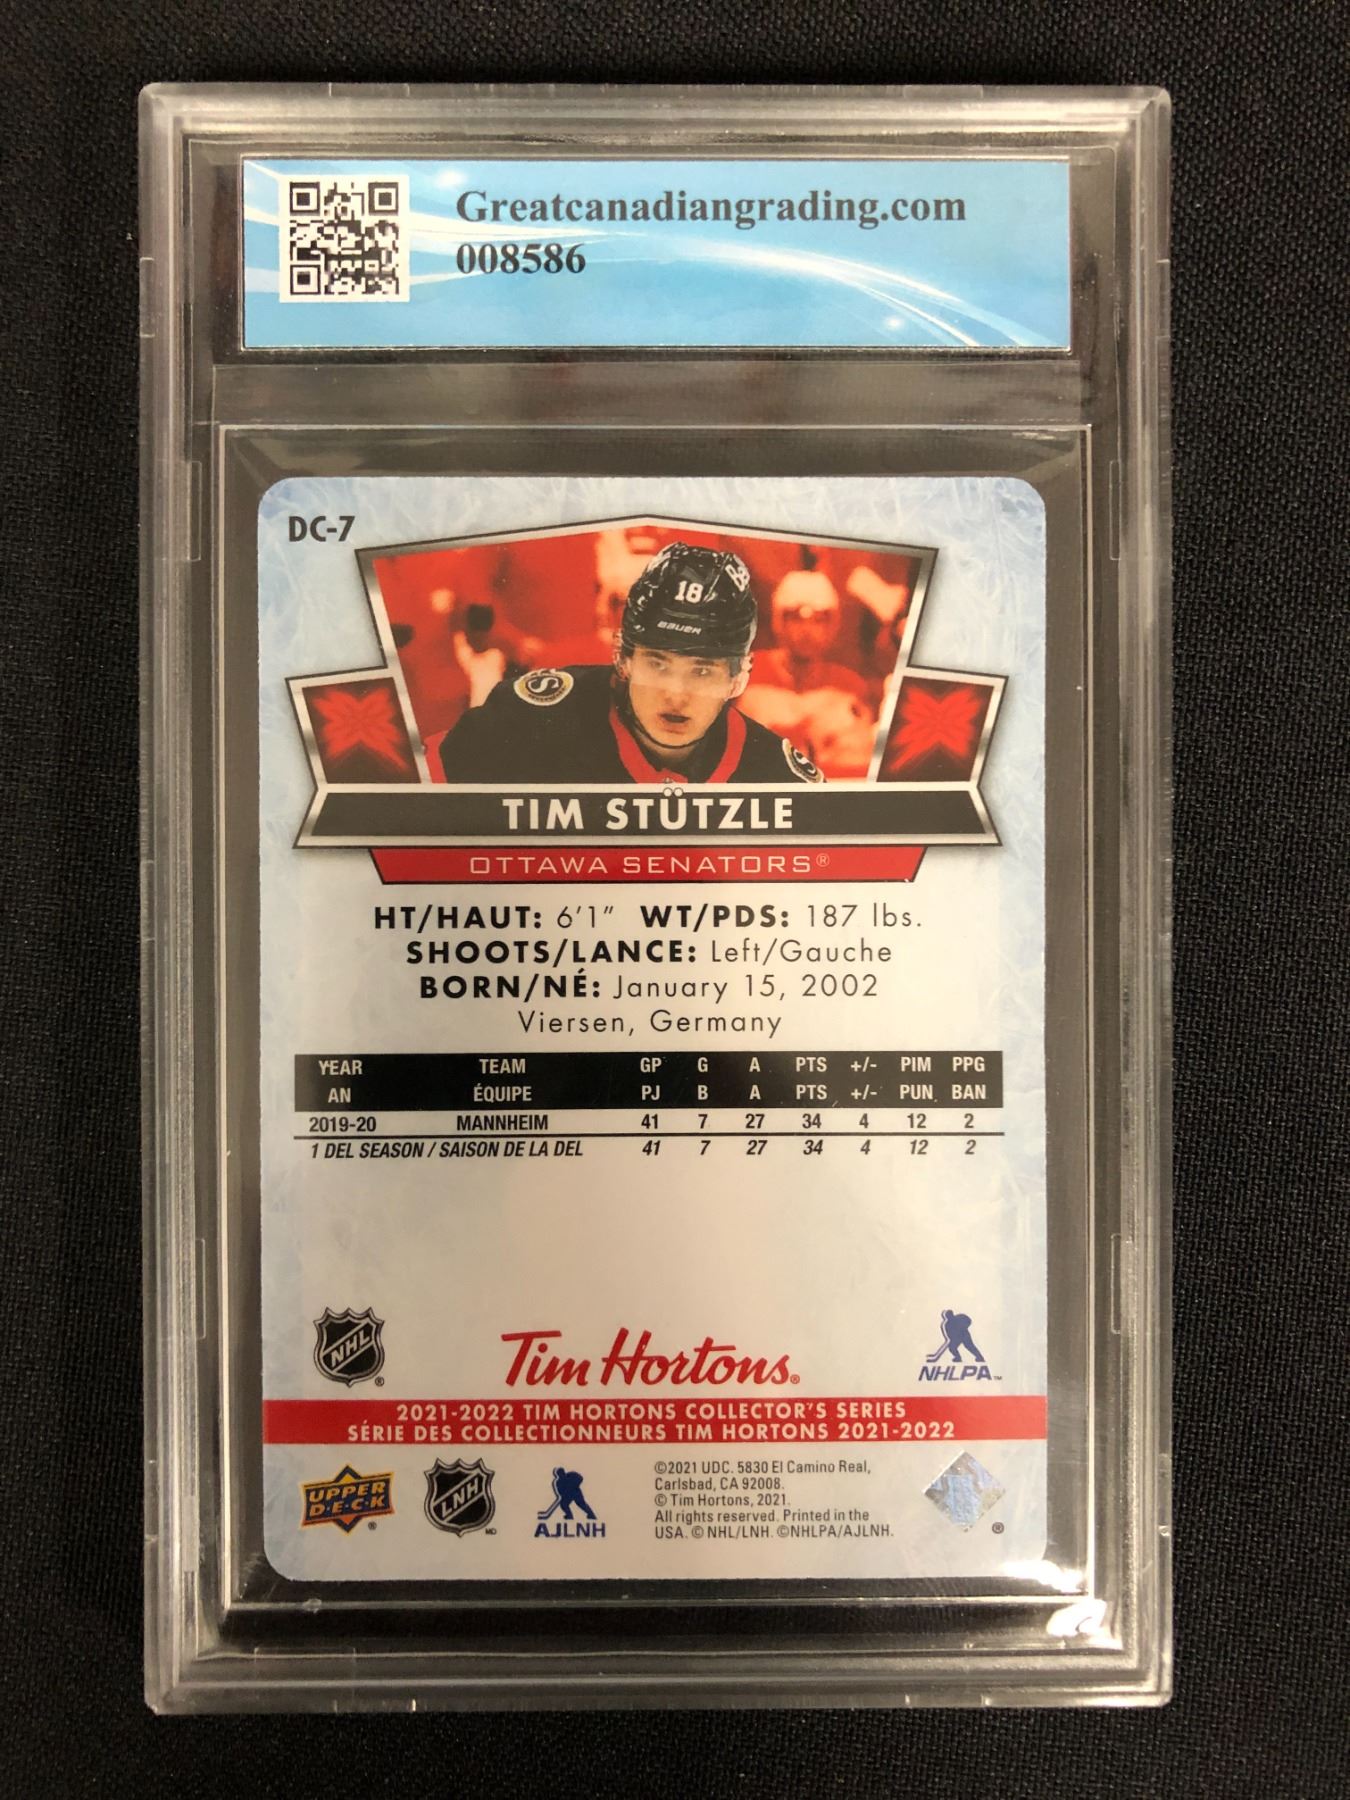 Greatcanadiangrading.com
008586
DC-7
18
BAUER
TIM STÜTZLE
OTTAWA SENATORS®
HT/HAUT: 6'1" WT/PDS: 187 lbs.
SHOOTS/LANCE: Left/Gauche
BORN/NÉ: January 15, 2002
Viersen, Germany
YEAR TEAM GP G A PTS +/- PIM PPG
AN ÉQUIPE PJ B A PTS +/- PUN. BAN
2019-20 MANNHEIM 41 7 27 34 4 12 2
1 DEL SEASON / SAISON DE LA DEL 41 7 27 34 4 12 2
NHL®
Tim Hortons®
NHLPA™
2021-2022 TIM HORTONS COLLECTOR'S SERIES
SÉRIE DES COLLECTIONNEURS TIM HORTONS 2021-2022
UPPER DECK®
LNH MD
AJLNH
©2021 UDC. 5830 El Camino Real,
Carlsbad, CA 92008.
© Tim Hortons, 2021.
All rights reserved. Printed in the
USA. © NHL/LNH. ©NHLPA/AJLNH.
®